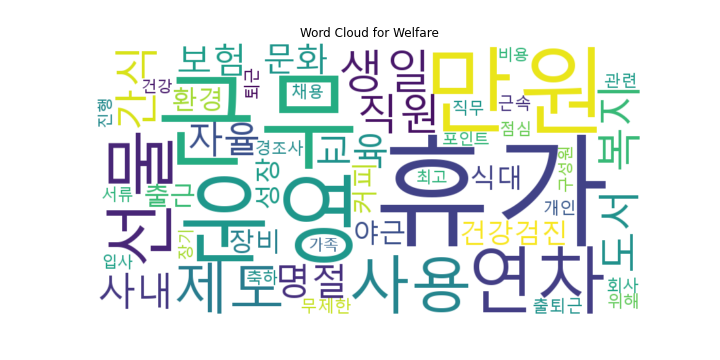 Word Cloud for Welfare
보험
문화
생일
만원
비용
관련
간식
건강
퇴근
채용
환경
진행
근무
직원
직무
근속
점심
복지
선물
자율
경조사
교육
포인트
구성원
서류
출근
성장
운영
커피
최고
식대
휴가
개인
도서
장비
장기
가족
야근
건강검진
입사
사내
제도
축하
명절
무제한
사용
연차
출퇴근
회사
위해